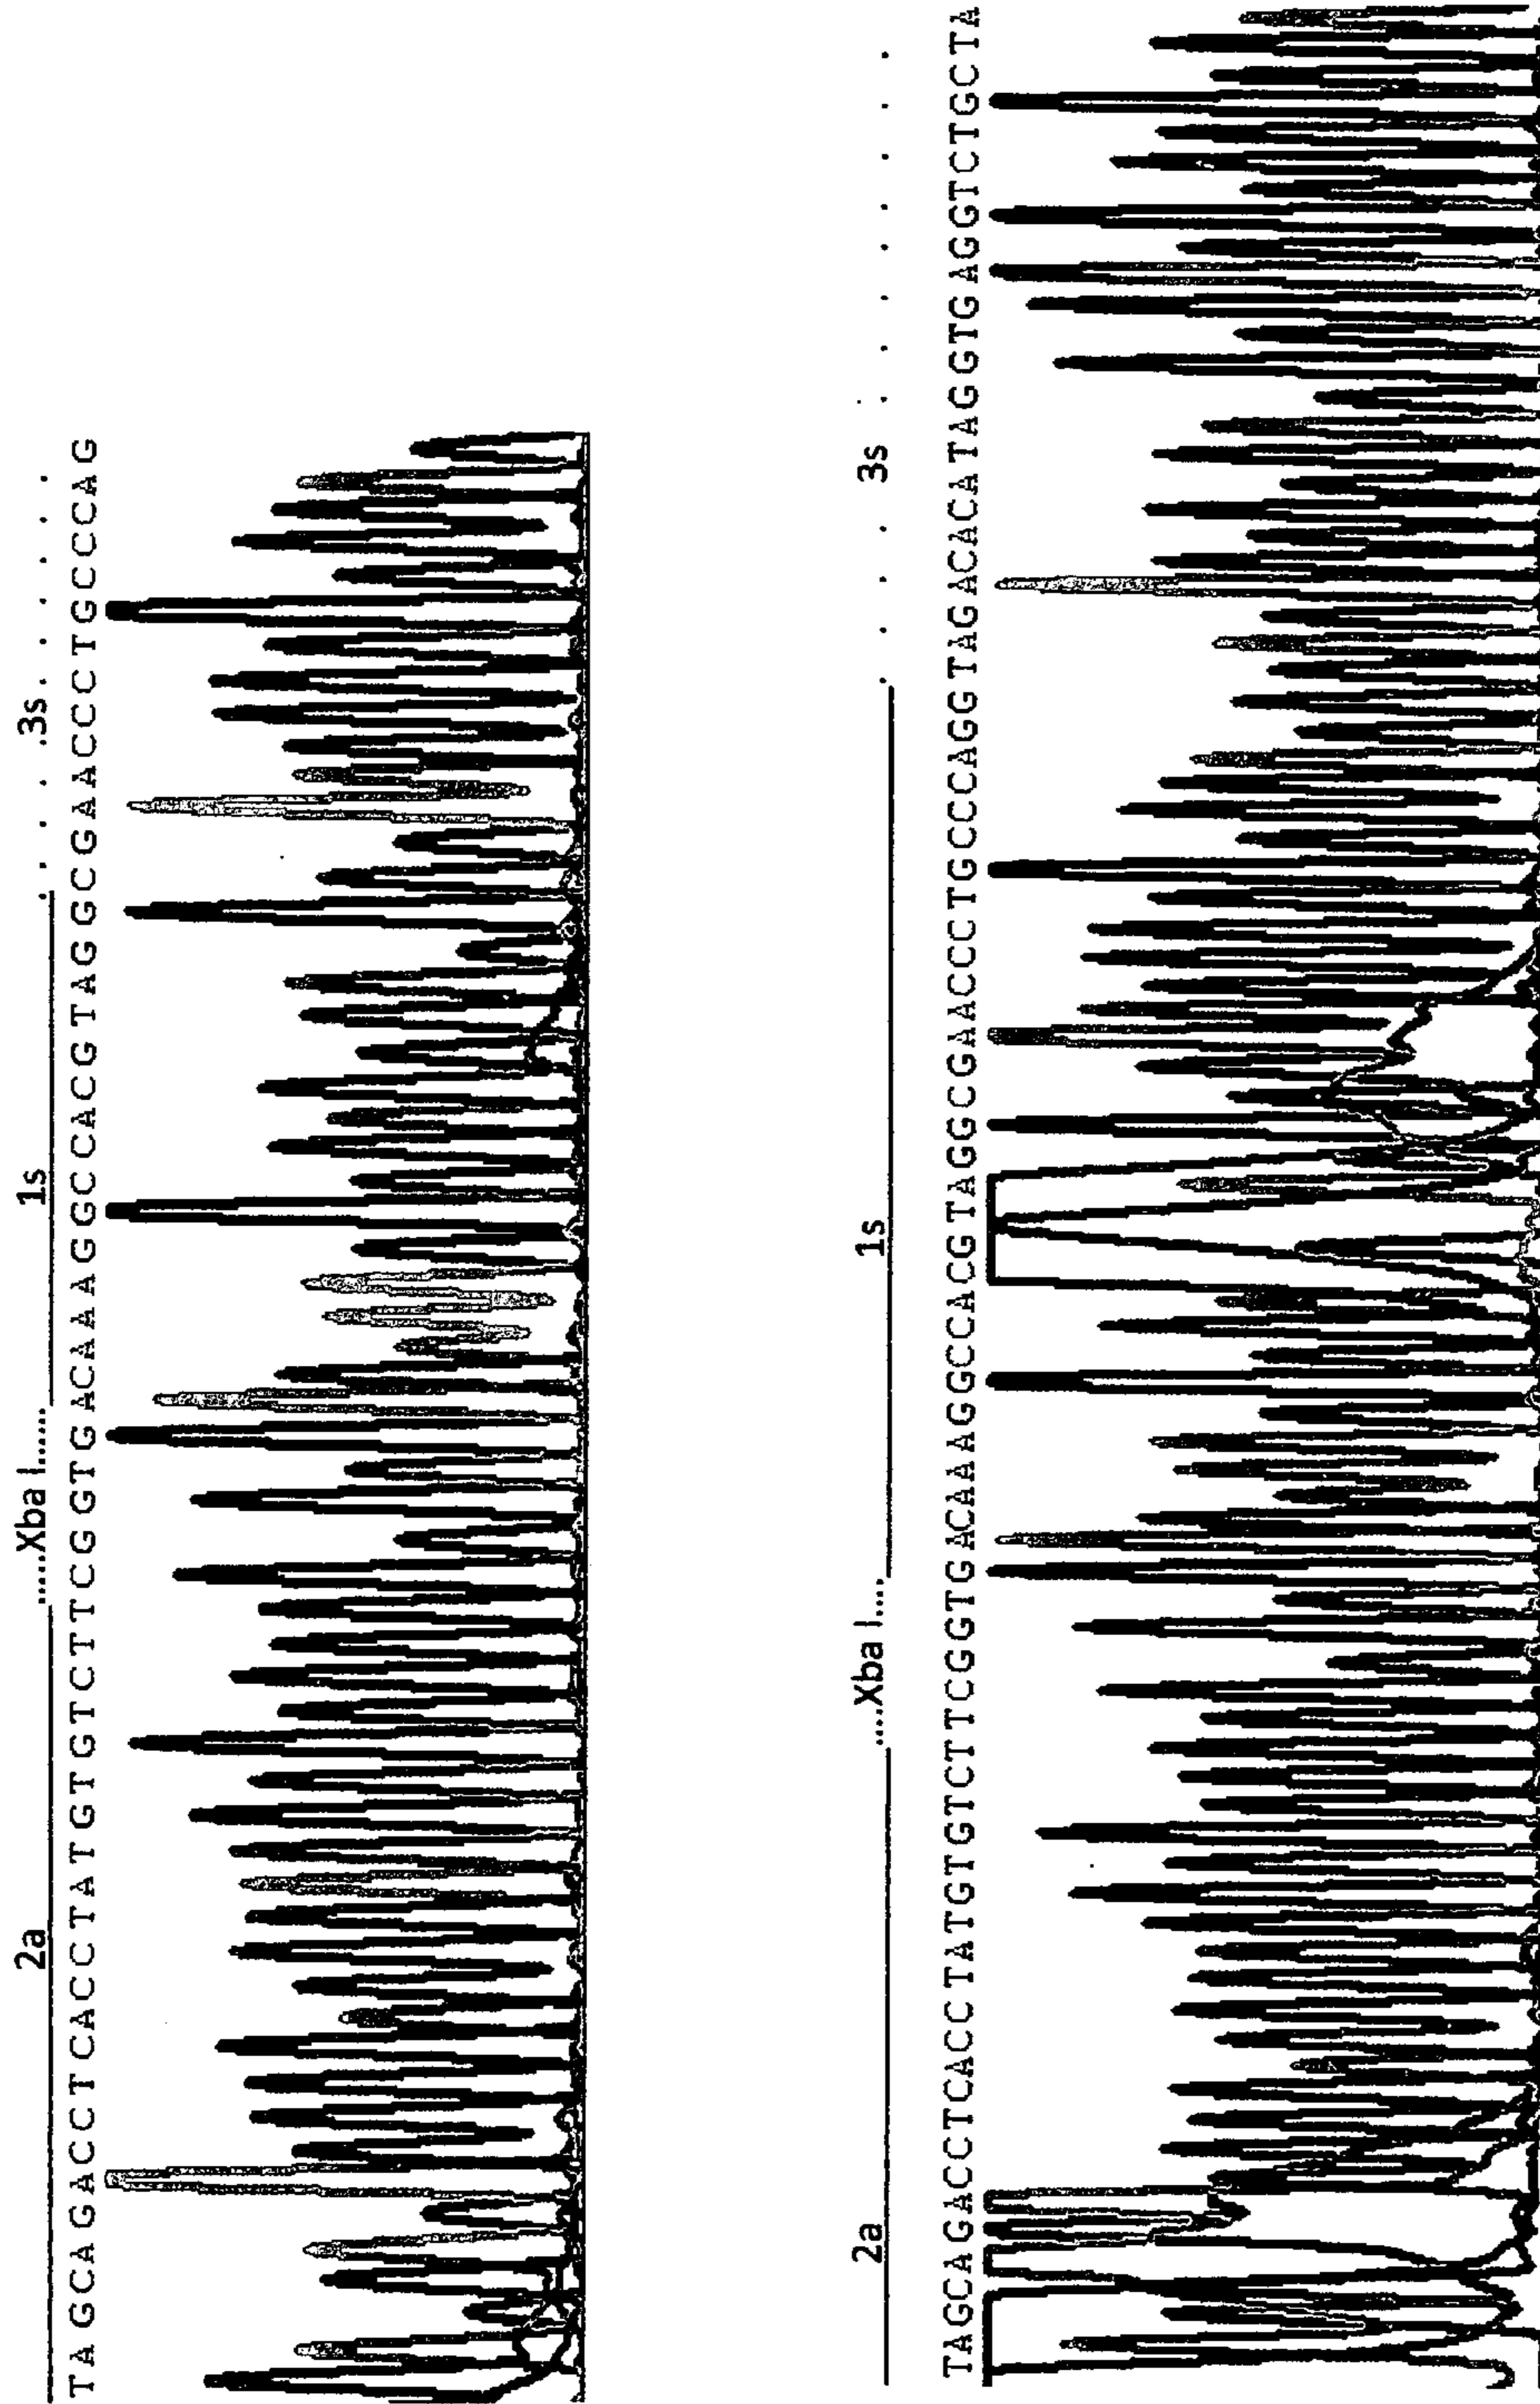 2a ......Xba I...... 1s . . . .3s. . . . . . .
TAGCAGACCTCACCTATGTGTCTTCGGTGACAAAGGCCACGTAGGCGAACCCTGCCCAG
2a ....Xba I.... 1s . . . . 3s . . . . . . . .
TAGCAGACCTCACCTATGTGTCTTCGGTGACAAAGGCCACGTAGGCGAACCCTGCCCAGGTAGACACATAGGTGAGGTCTGCTA